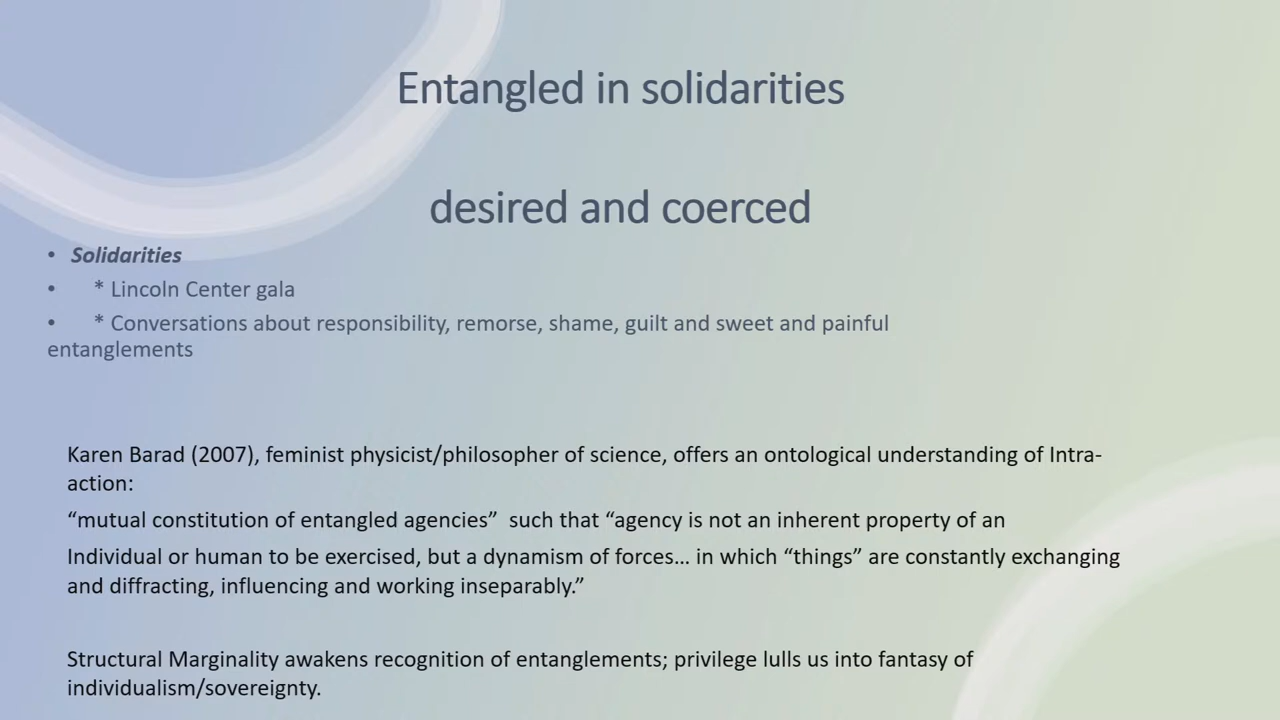 Entangled in solidarities
desired and coerced
• Solidarities
• * Lincoln Center gala
• * Conversations about responsibility, remorse, shame, guilt and sweet and painful
entanglements
Karen Barad (2007), feminist physicist/philosopher of science, offers an ontological understanding of Intra-
action:
“mutual constitution of entangled agencies”  such that “agency is not an inherent property of an
Individual or human to be exercised, but a dynamism of forces… in which “things” are constantly exchanging
and diffracting, influencing and working inseparably.”
Structural Marginality awakens recognition of entanglements; privilege lulls us into fantasy of
individualism/sovereignty.